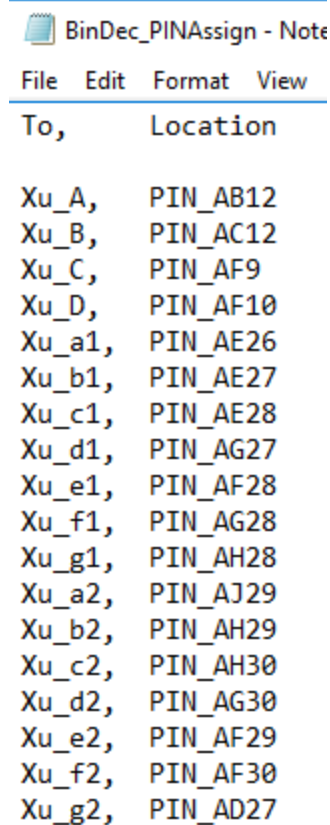 BinDec_PINAssign - Note
File Edit Format View
To, Location
Xu_A, PIN_AB12
Xu_B, PIN_AC12
Xu_C, PIN_AF9
Xu_D, PIN_AF10
Xu_a1, PIN_AE26
Xu_b1, PIN_AE27
Xu_c1, PIN_AE28
Xu_d1, PIN_AG27
Xu_e1, PIN_AF28
Xu_f1, PIN_AG28
Xu_g1, PIN_AH28
Xu_a2, PIN_AJ29
Xu_b2, PIN_AH29
Xu_c2, PIN_AH30
Xu_d2, PIN_AG30
Xu_e2, PIN_AF29
Xu_f2, PIN_AF30
Xu_g2, PIN_AD27